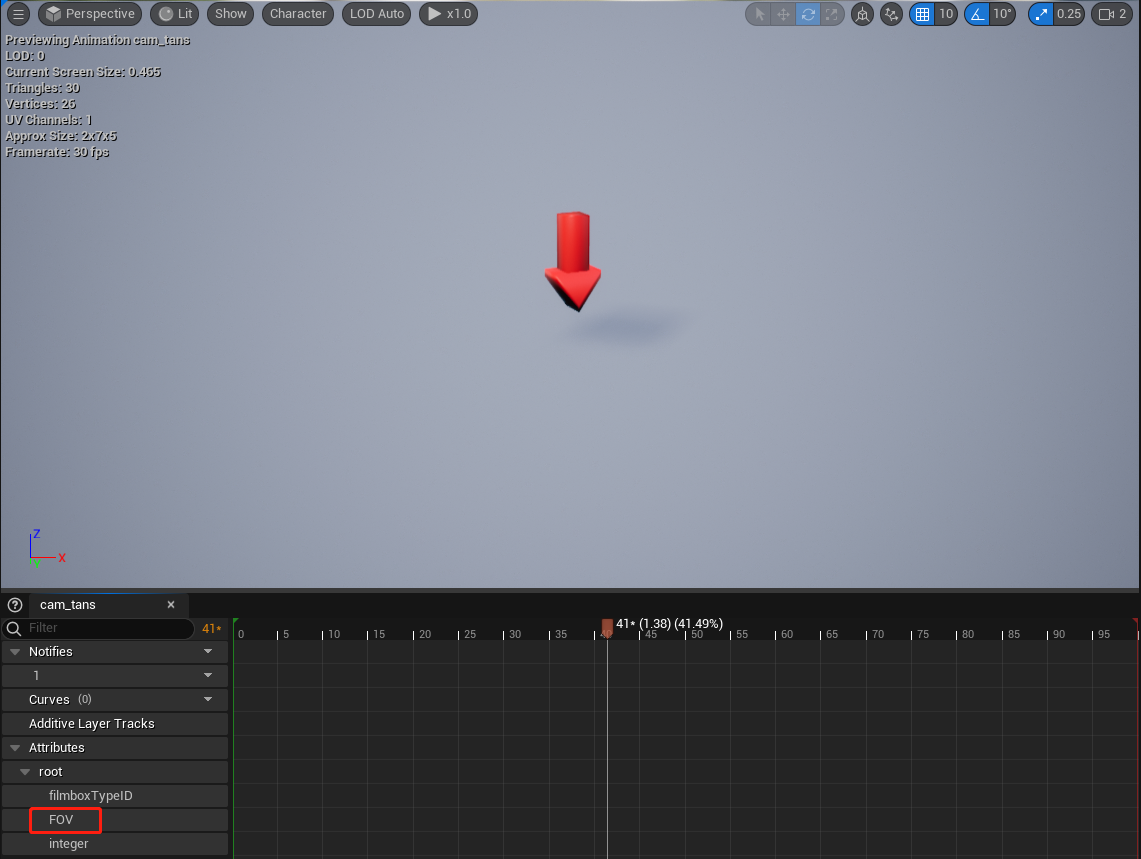 Perspective Lit Show Character LOD Auto x1.0 10 10° 0.25 2
Previewing Animation cam_tans
LOD: 0
Current Screen Size: 0.465
Triangles: 30
Vertices: 26
UV Channels: 1
Approx Size: 2x7x5
Framerate: 30 fps
Z
X
Y
cam_tans ×
Filter 41*
41* (1.38) (41.49%)
0 5 10 15 20 25 30 35 40 45 50 55 60 65 70 75 80 85 90 95
Notifies
1
Curves (0)
Additive Layer Tracks
Attributes
root
filmboxTypeID
FOV
integer